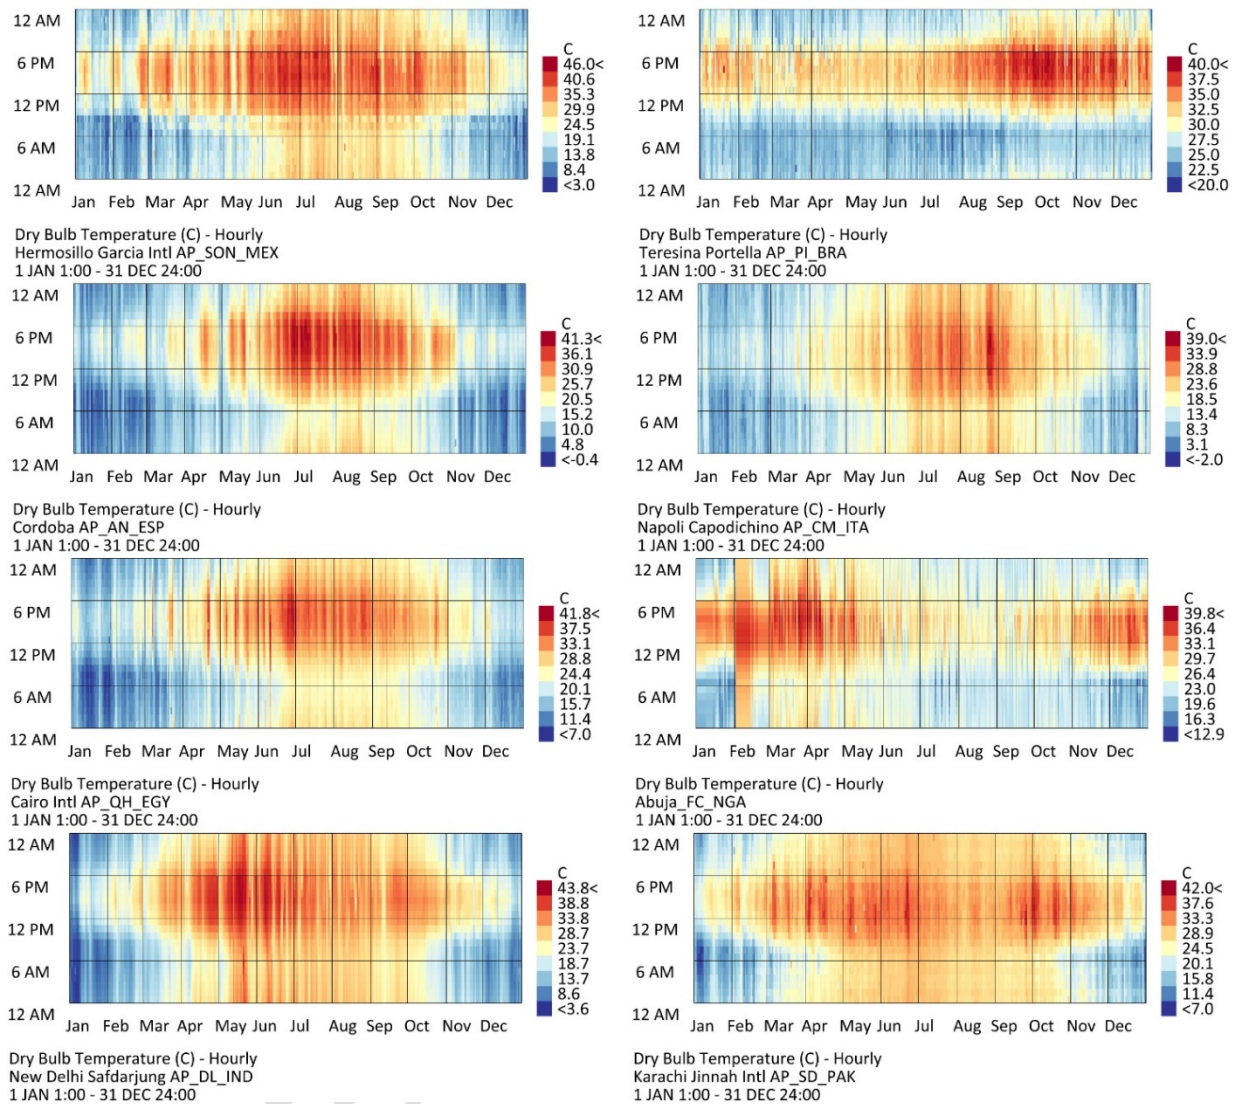 12 AM
6 PM
12 PM
6 AM
12 AM
Jan Feb Mar Apr May Jun Jul Aug Sep Oct Nov Dec
C
46.0<
40.6
35.3
29.9
24.5
19.1
13.8
8.4
<3.0
Dry Bulb Temperature (C) - Hourly
Hermosillo Garcia Intl AP_SON_MEX
1 JAN 1:00 - 31 DEC 24:00
12 AM
6 PM
12 PM
6 AM
12 AM
Jan Feb Mar Apr May Jun Jul Aug Sep Oct Nov Dec
C
40.0<
37.5
35.0
32.5
30.0
27.5
25.0
22.5
<20.0
Dry Bulb Temperature (C) - Hourly
Teresina Portella AP_PI_BRA
1 JAN 1:00 - 31 DEC 24:00
12 AM
6 PM
12 PM
6 AM
12 AM
Jan Feb Mar Apr May Jun Jul Aug Sep Oct Nov Dec
C
41.3<
36.1
30.9
25.7
20.5
15.2
10.0
4.8
<-0.4
Dry Bulb Temperature (C) - Hourly
Cordoba AP_AN_ESP
1 JAN 1:00 - 31 DEC 24:00
12 AM
6 PM
12 PM
6 AM
12 AM
Jan Feb Mar Apr May Jun Jul Aug Sep Oct Nov Dec
C
39.0<
33.9
28.8
23.6
18.5
13.4
8.3
3.1
<-2.0
Dry Bulb Temperature (C) - Hourly
Napoli Capodichino AP_CM_ITA
1 JAN 1:00 - 31 DEC 24:00
12 AM
6 PM
12 PM
6 AM
12 AM
Jan Feb Mar Apr May Jun Jul Aug Sep Oct Nov Dec
C
41.8<
37.5
33.1
28.8
24.4
20.1
15.7
11.4
<7.0
Dry Bulb Temperature (C) - Hourly
Cairo Intl AP_QH_EGY
1 JAN 1:00 - 31 DEC 24:00
12 AM
6 PM
12 PM
6 AM
12 AM
Jan Feb Mar Apr May Jun Jul Aug Sep Oct Nov Dec
C
39.8<
36.4
33.1
29.7
26.4
23.0
19.6
16.3
<12.9
Dry Bulb Temperature (C) - Hourly
Abuja_FC_NGA
1 JAN 1:00 - 31 DEC 24:00
12 AM
6 PM
12 PM
6 AM
12 AM
Jan Feb Mar Apr May Jun Jul Aug Sep Oct Nov Dec
C
43.8<
38.8
33.8
28.7
23.7
18.7
13.7
8.6
<3.6
Dry Bulb Temperature (C) - Hourly
New Delhi Safdarjung AP_DL_IND
1 JAN 1:00 - 31 DEC 24:00
12 AM
6 PM
12 PM
6 AM
12 AM
Jan Feb Mar Apr May Jun Jul Aug Sep Oct Nov Dec
C
42.0<
37.6
33.3
28.9
24.5
20.1
15.8
11.4
<7.0
Dry Bulb Temperature (C) - Hourly
Karachi Jinnah Intl AP_SD_PAK
1 JAN 1:00 - 31 DEC 24:00